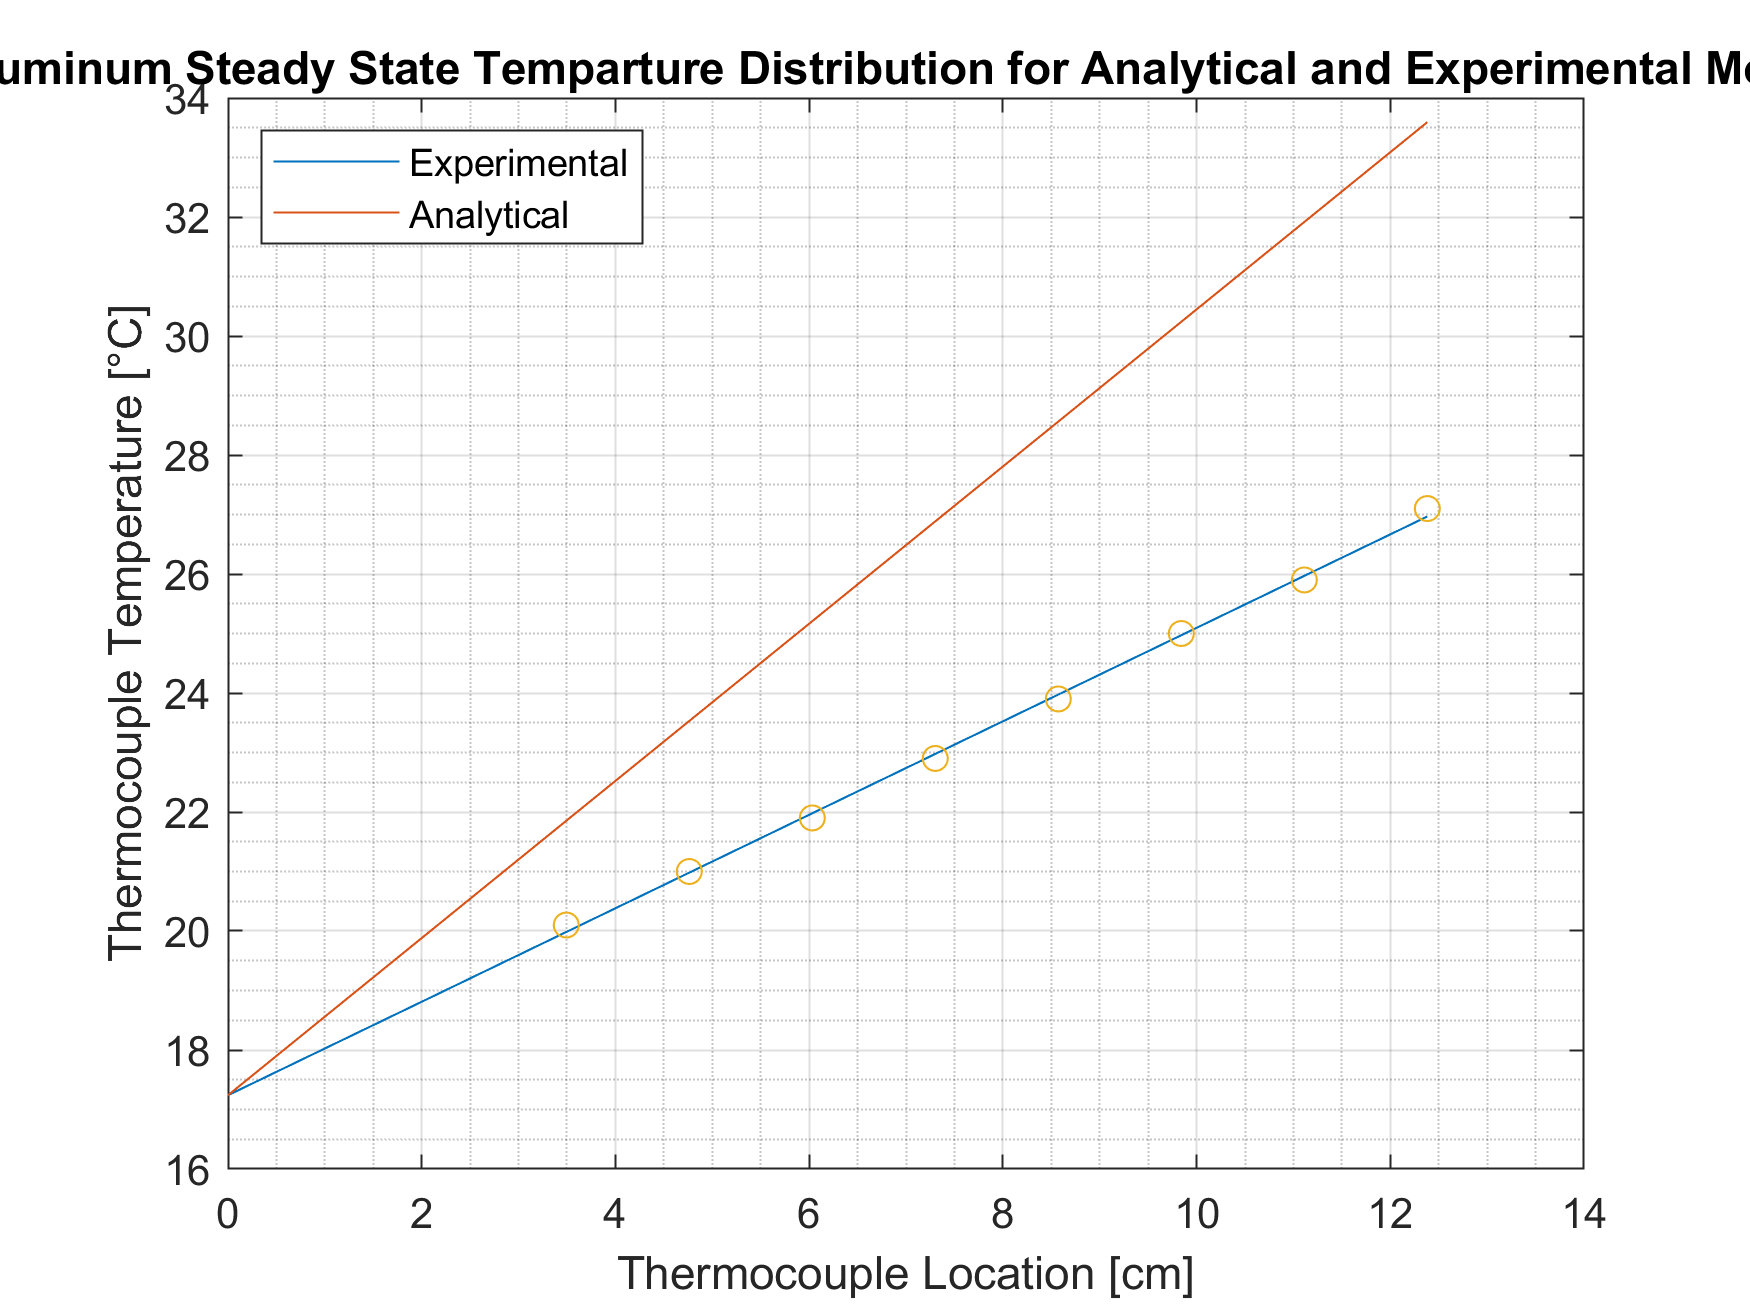 uminum Steady State Temparture Distribution for Analytical and Experimental M
34
32
30
28
26
24
22
20
18
16
Experimental
Analytical
Thermocouple Temperature [°C]
0 2 4 6 8 10 12 14
Thermocouple Location [cm]